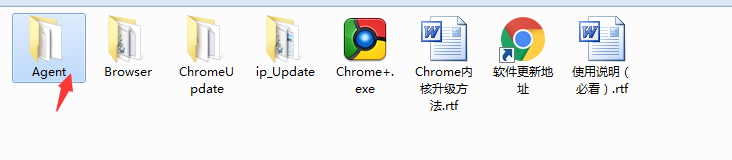 Agent
Browser
ChromeU
pdate
ip_Update
Chrome+.
exe
Chrome内
核升级方
法.rtf
软件更新地
址
使用说明（
必看）.rtf